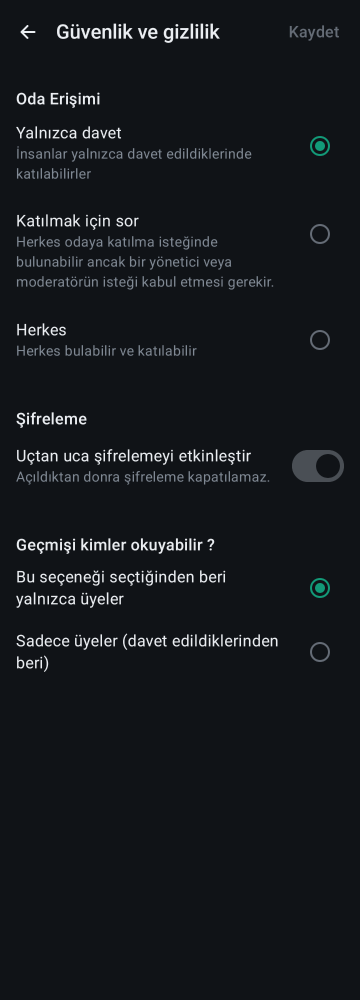 Güvenlik ve gizlilik
Kaydet
Oda Erişimi
Yalnızca davet
İnsanlar yalnızca davet edildiklerinde
katılabilirler
Katılmak için sor
Herkes odaya katılma isteğinde
bulunabilir ancak bir yönetici veya
moderatörün isteği kabul etmesi gerekir.
Herkes
Herkes bulabilir ve katılabilir
Şifreleme
Uçtan uca şifrelemeyi etkinleştir
Açıldıktan donra şifreleme kapatılamaz.
Geçmişi kimler okuyabilir ?
Bu seçeneği seçtiğinden beri
yalnızca üyeler
Sadece üyeler (davet edildiklerinden
beri)